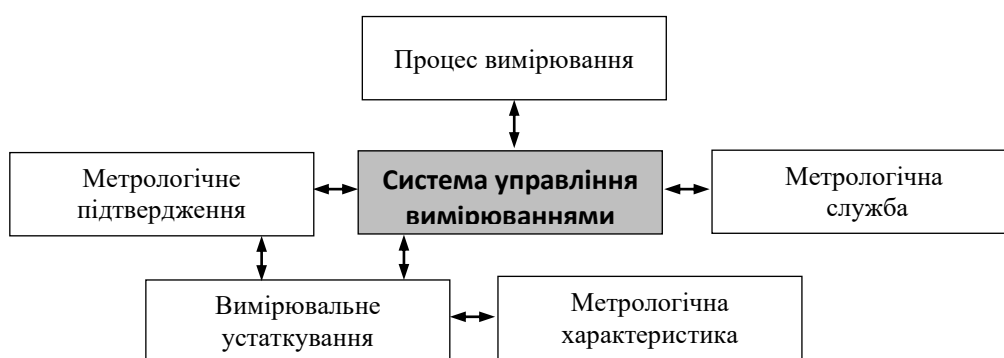 Процес вимірювання
Метрологічне
підтвердження
Система управління
вимірюваннями
Метрологічна
служба
Вимірювальне
устаткування
Метрологічна
характеристика